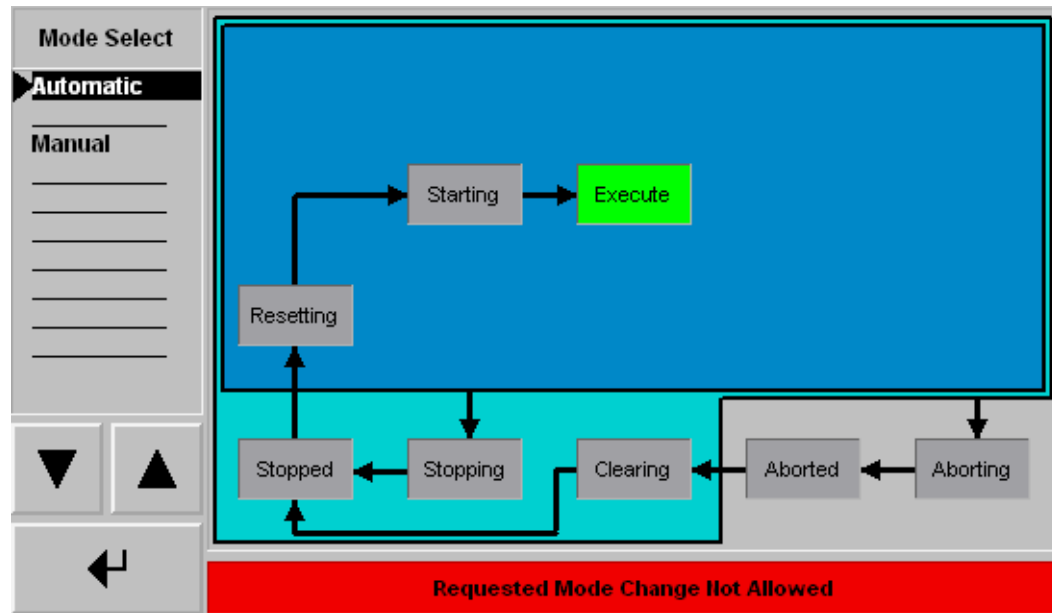 Mode Select
Automatic
Manual
Starting
Execute
Resetting
Stopped
Stopping
Clearing
Aborted
Aborting
Requested Mode Change Not Allowed